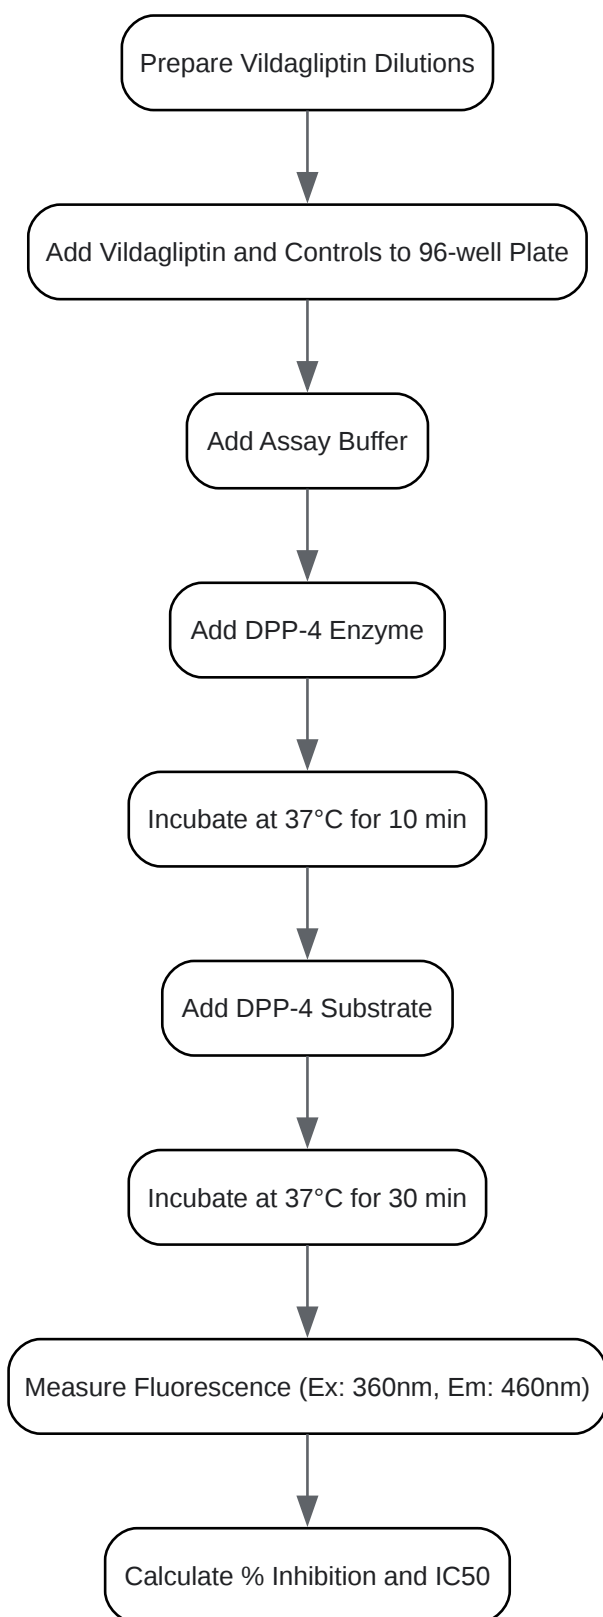 Prepare Vildagliptin Dilutions
Add Vildagliptin and Controls to 96-well Plate
Add Assay Buffer
Add DPP-4 Enzyme
Incubate at 37°C for 10 min
Add DPP-4 Substrate
Incubate at 37°C for 30 min
Measure Fluorescence (Ex: 360nm, Em: 460nm)
Calculate % Inhibition and IC50